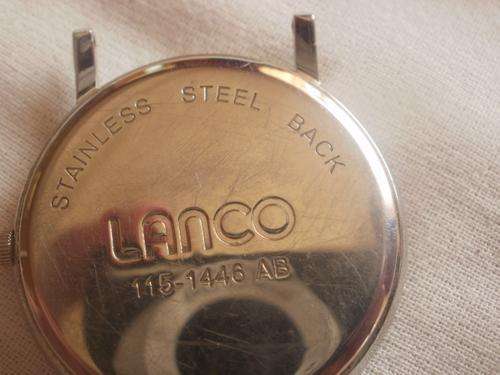 STAINLESS STEEL BACK
LANCO
115-1446 AB